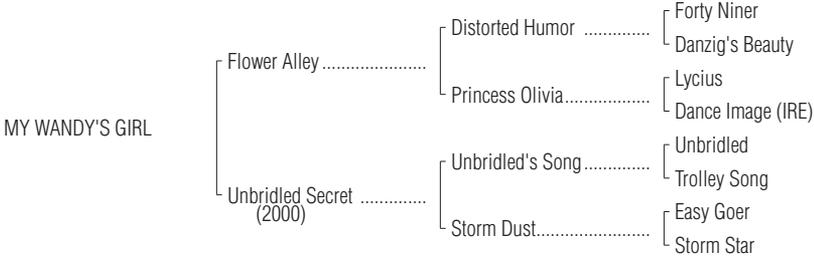 Forty Niner
Distorted Humor ..............
Danzig's Beauty
Flower Alley ......................
Lycius
Princess Olivia..................
Dance Image (IRE)
MY WANDY'S GIRL
Unbridled
Unbridled's Song..............
Trolley Song
Unbridled Secret ..............
(2000)
Easy Goer
Storm Dust........................
Storm Star